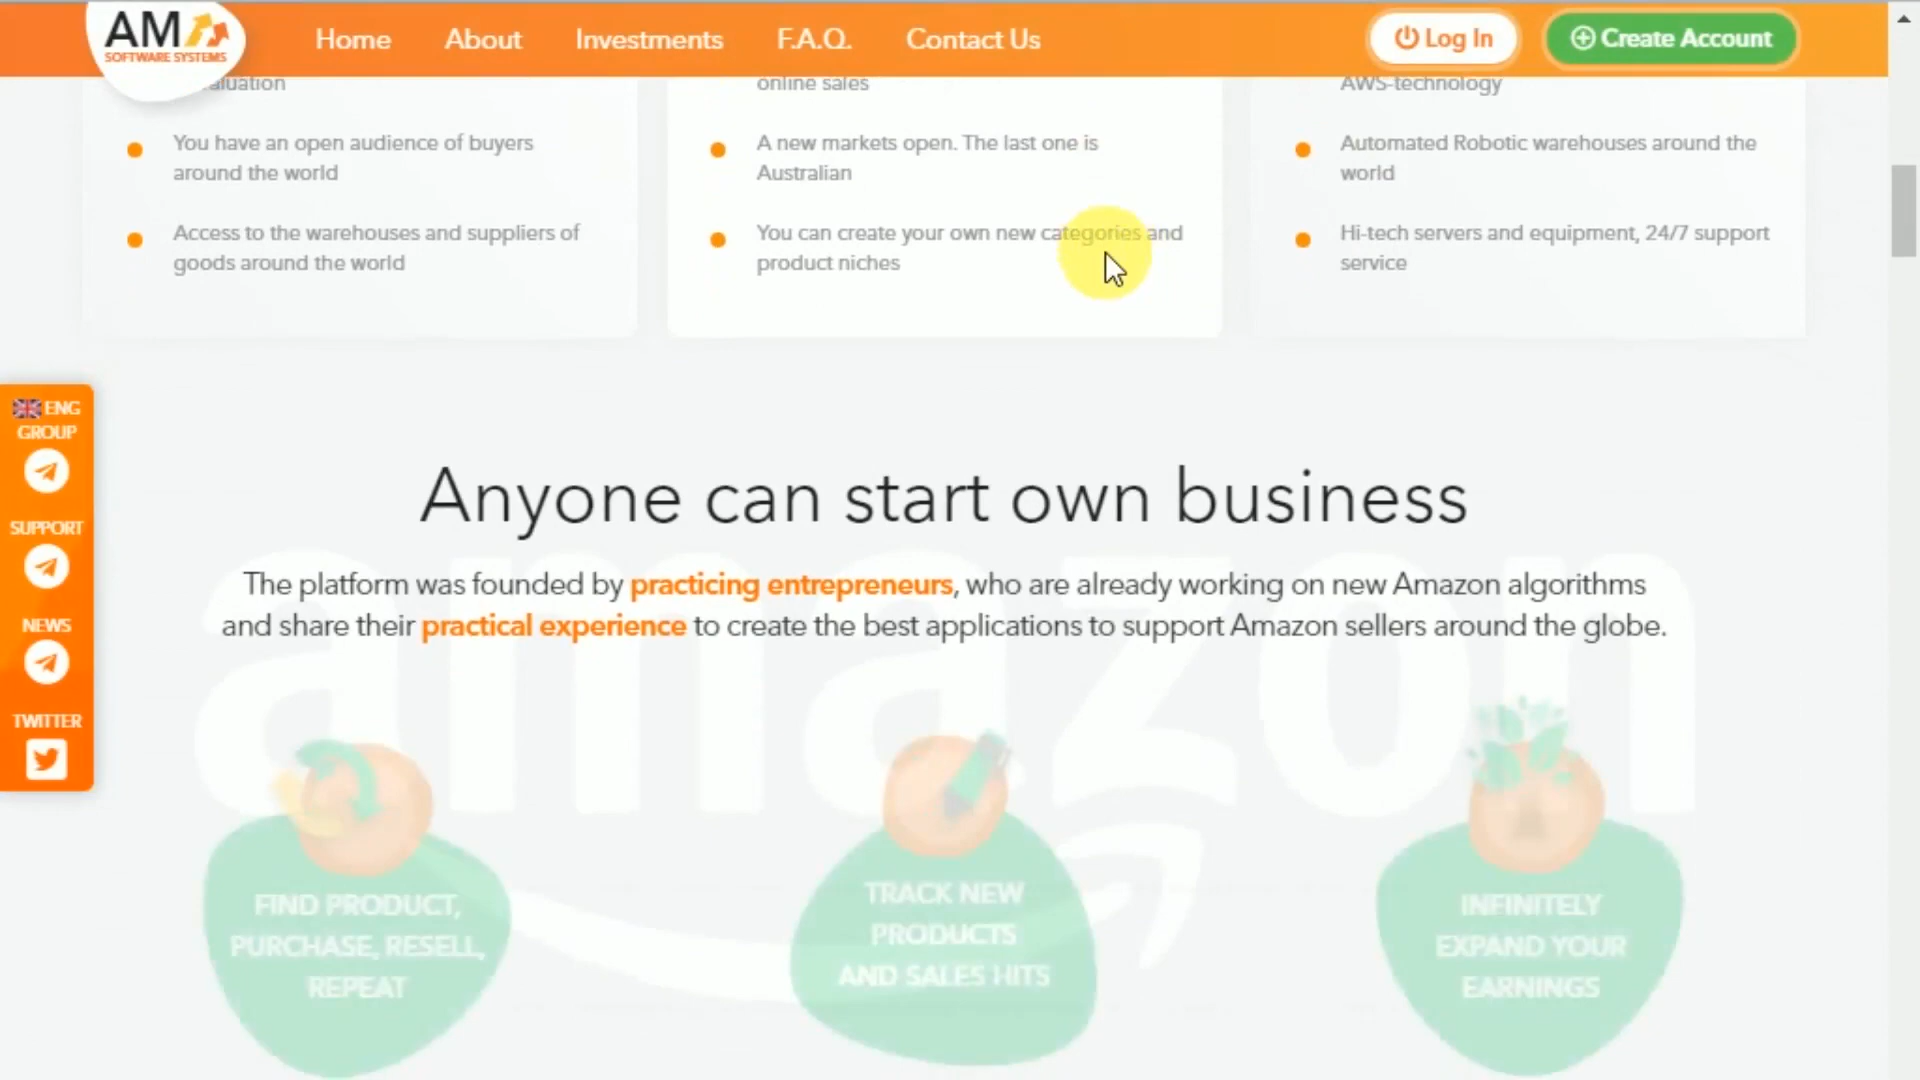 AM
SOFTWARE SYSTEMS
Home
About
Investments
F.A.Q.
Contact Us
Log In
Create Account
online sales
AWS-technology
You have an open audience of buyers
around the world
Access to the warehouses and suppliers of
goods around the world
A new markets open. The last one is
Australian
You can create your own new categories and
product niches
Automated Robotic warehouses around the
world
Hi-tech servers and equipment, 24/7 support
service
ENG
GROUP
SUPPORT
NEWS
TWITTER
Anyone can start own business
The platform was founded by practicing entrepreneurs, who are already working on new Amazon algorithms
and share their practical experience to create the best applications to support Amazon sellers around the globe.
amazon
FIND PRODUCT,
PURCHASE, RESELL,
REPEAT
TRACK NEW
PRODUCTS
AND SALES HITS
INFINITELY
EXPAND YOUR
EARNINGS